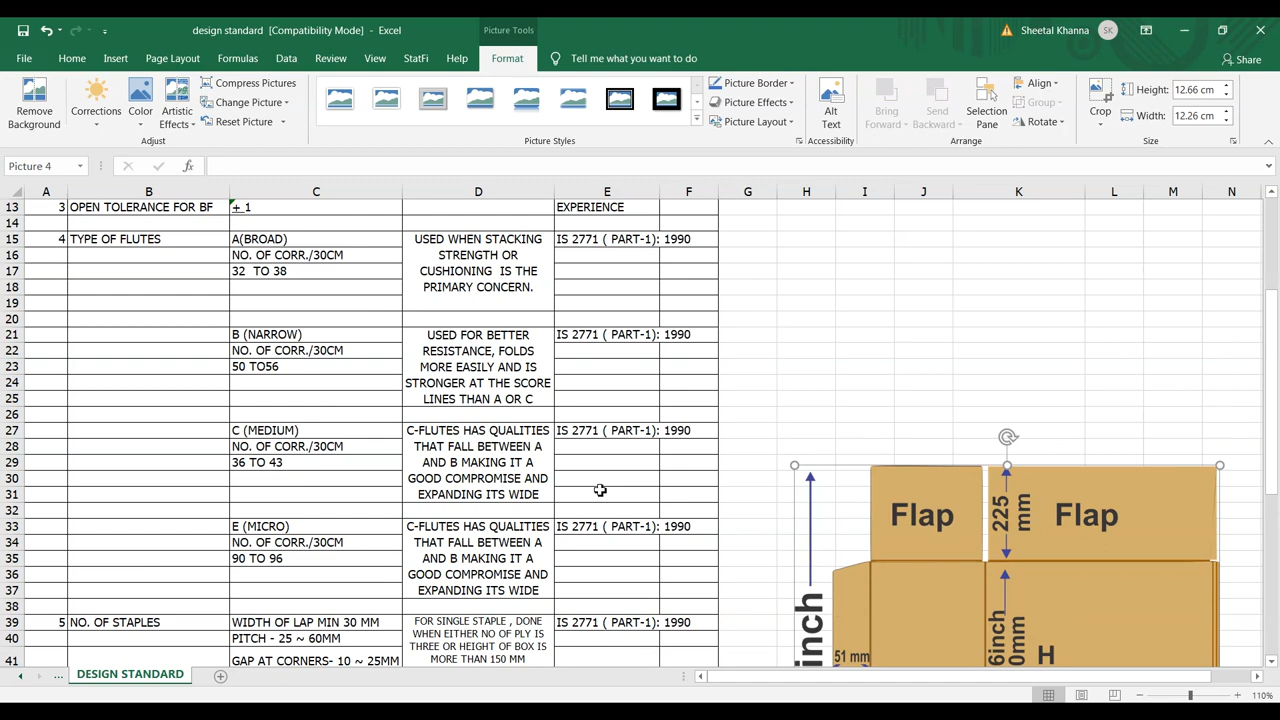 design standard [Compatibility Mode] - Excel
Picture Tools
Sheetal Khanna
SK
File
Home
Insert
Page Layout
Formulas
Data
Review
View
StatFi
Help
Format
Tell me what you want to do
Share
Remove Background
Corrections
Color
Artistic Effects
Compress Pictures
Change Picture
Reset Picture
Adjust
Picture Styles
Picture Border
Picture Effects
Picture Layout
Alt Text
Accessibility
Bring Forward
Send Backward
Selection Pane
Align
Group
Rotate
Arrange
Crop
Height: 12.66 cm
Width: 12.26 cm
Size
Picture 4
fx
A B C D E F G H I J K L M N
13 3 OPEN TOLERANCE FOR BF + 1 EXPERIENCE
14
15 4 TYPE OF FLUTES A(BROAD) USED WHEN STACKING IS 2771 ( PART-1): 1990
16 NO. OF CORR./30CM STRENGTH OR
17 32 TO 38 CUSHIONING IS THE
18 PRIMARY CONCERN.
19
20
21 B (NARROW) USED FOR BETTER IS 2771 ( PART-1): 1990
22 NO. OF CORR./30CM RESISTANCE, FOLDS
23 50 TO56 MORE EASILY AND IS
24 STRONGER AT THE SCORE
25 LINES THAN A OR C
26
27 C (MEDIUM) C-FLUTES HAS QUALITIES IS 2771 ( PART-1): 1990
28 NO. OF CORR./30CM THAT FALL BETWEEN A
29 36 TO 43 AND B MAKING IT A
30 GOOD COMPROMISE AND
31 EXPANDING ITS WIDE
32
33 E (MICRO) C-FLUTES HAS QUALITIES IS 2771 ( PART-1): 1990
34 NO. OF CORR./30CM THAT FALL BETWEEN A
35 90 TO 96 AND B MAKING IT A
36 GOOD COMPROMISE AND
37 EXPANDING ITS WIDE
38
39 5 NO. OF STAPLES WIDTH OF LAP MIN 30 MM FOR SINGLE STAPLE , DONE IS 2771 ( PART-1): 1990
40 PITCH - 25 ~ 60MM WHEN EITHER NO OF PLY IS
THREE OR HEIGHT OF BOX IS
41 GAP AT CORNERS- 10 ~ 25MM MORE THAN 150 MM
Flap
225 mm
Flap
inch
51 mm
6inch
0mm
H
DESIGN STANDARD
110%